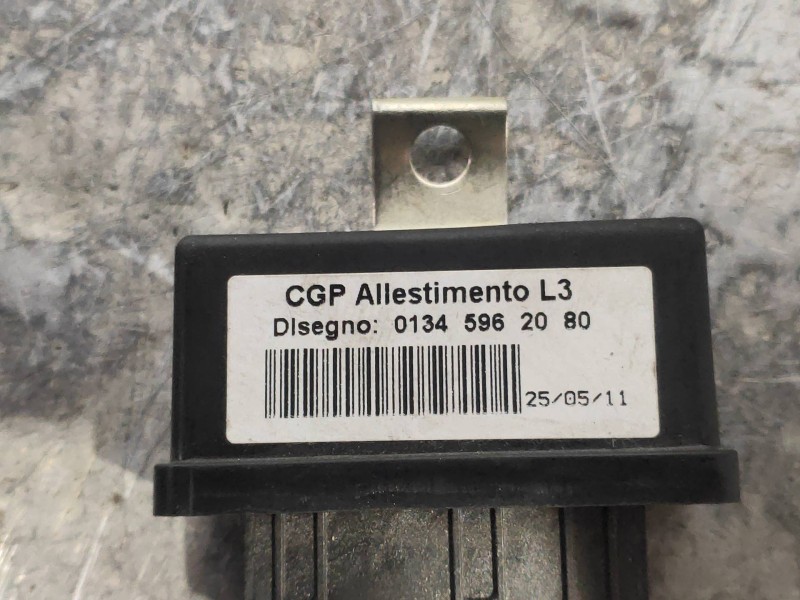 CGP Allestimento L3
Disegno: 0134 596 20 80
25/05/11